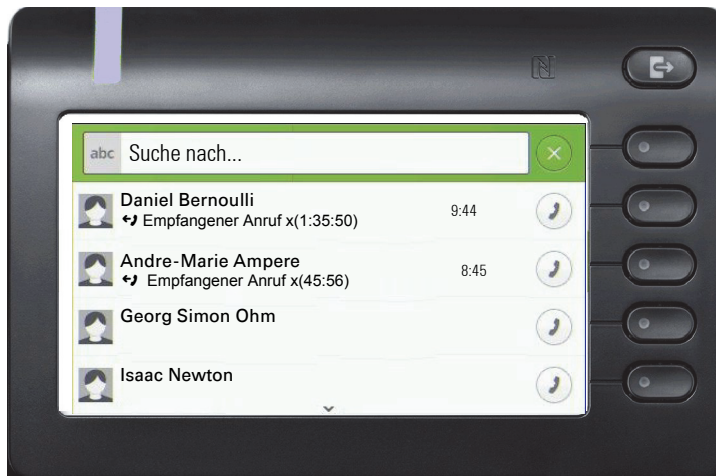 abc Suche nach...
Daniel Bernoulli 9:44
Empfangener Anruf x(1:35:50)
Andre-Marie Ampere 8:45
Empfangener Anruf x(45:56)
Georg Simon Ohm
Isaac Newton